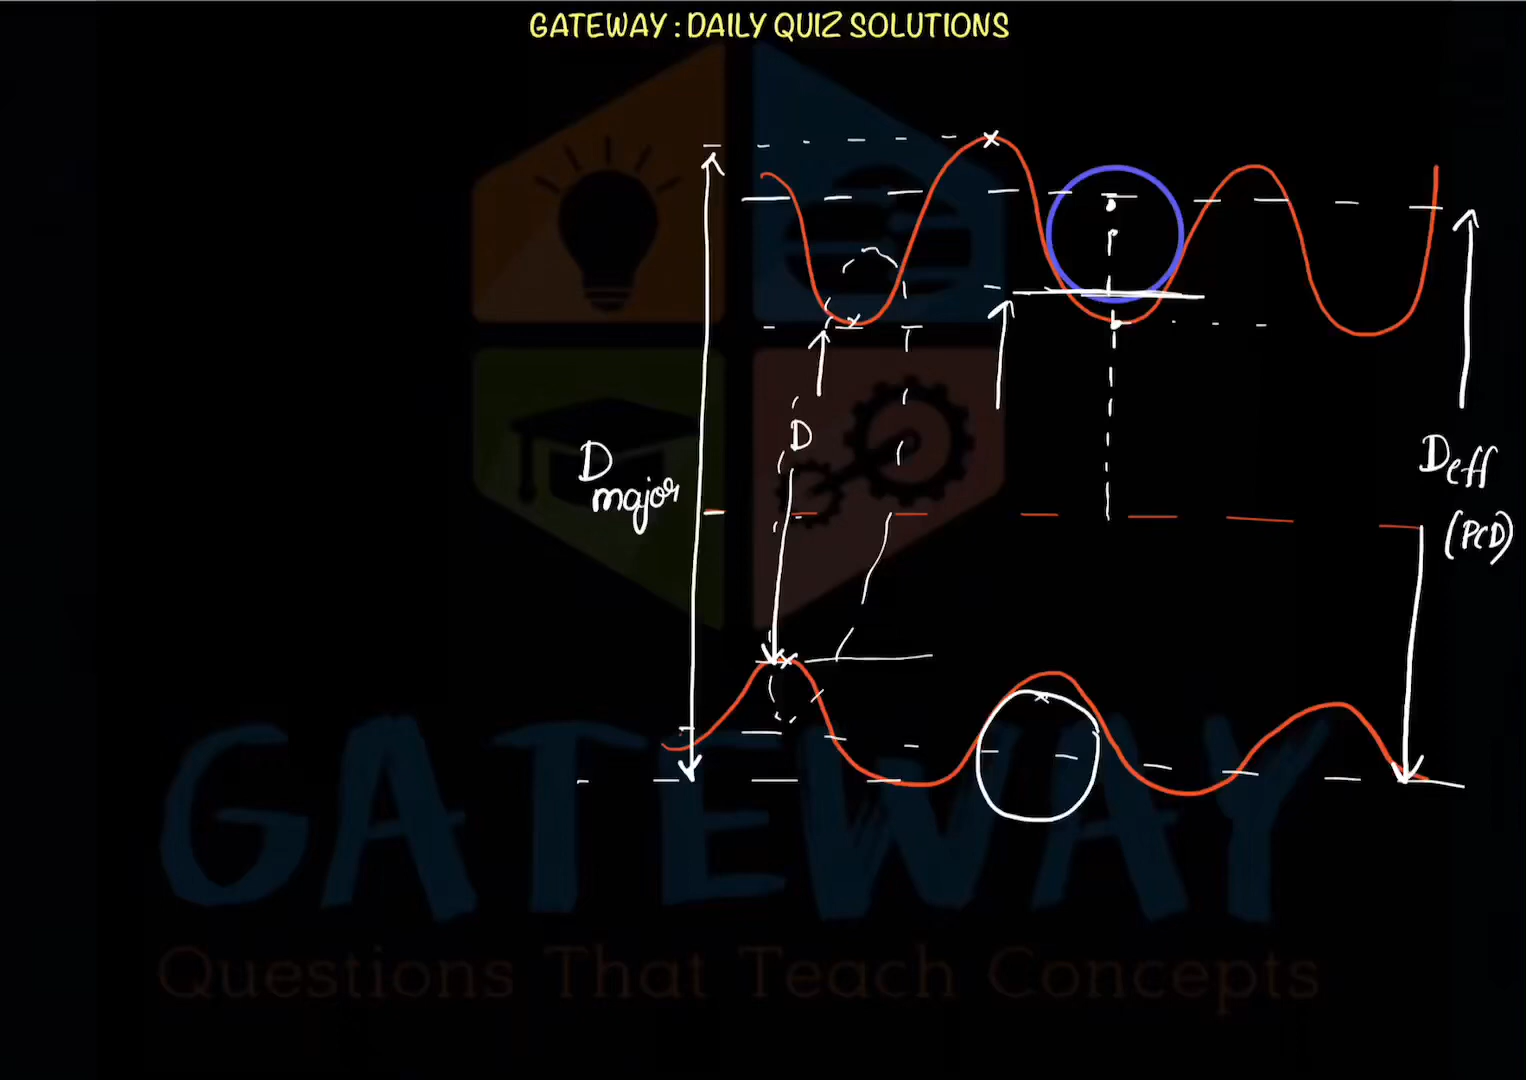 GATEWAY : DAILY QUIZ SOLUTIONS
D
D major
Deff
(PCD)
GATEWAY
Questions That Teach Concepts